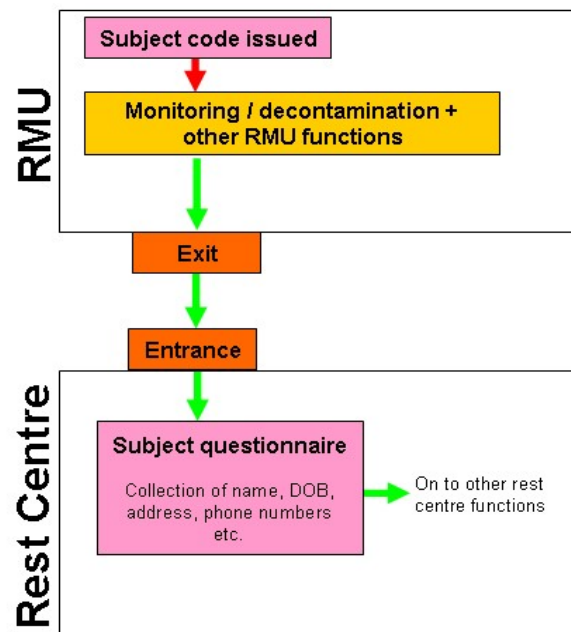 RMU
Subject code issued
Monitoring / decontamination +
other RMU functions
Exit
Entrance
Rest Centre
Subject questionnaire
Collection of name, DOB,
address, phone numbers
etc.
On to other rest
centre functions